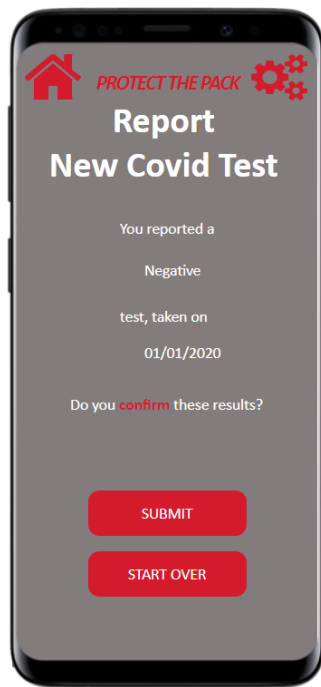 PROTECT THE PACK
Report
New Covid Test
You reported a
Negative
test, taken on
01/01/2020
Do you confirm these results?
SUBMIT
START OVER